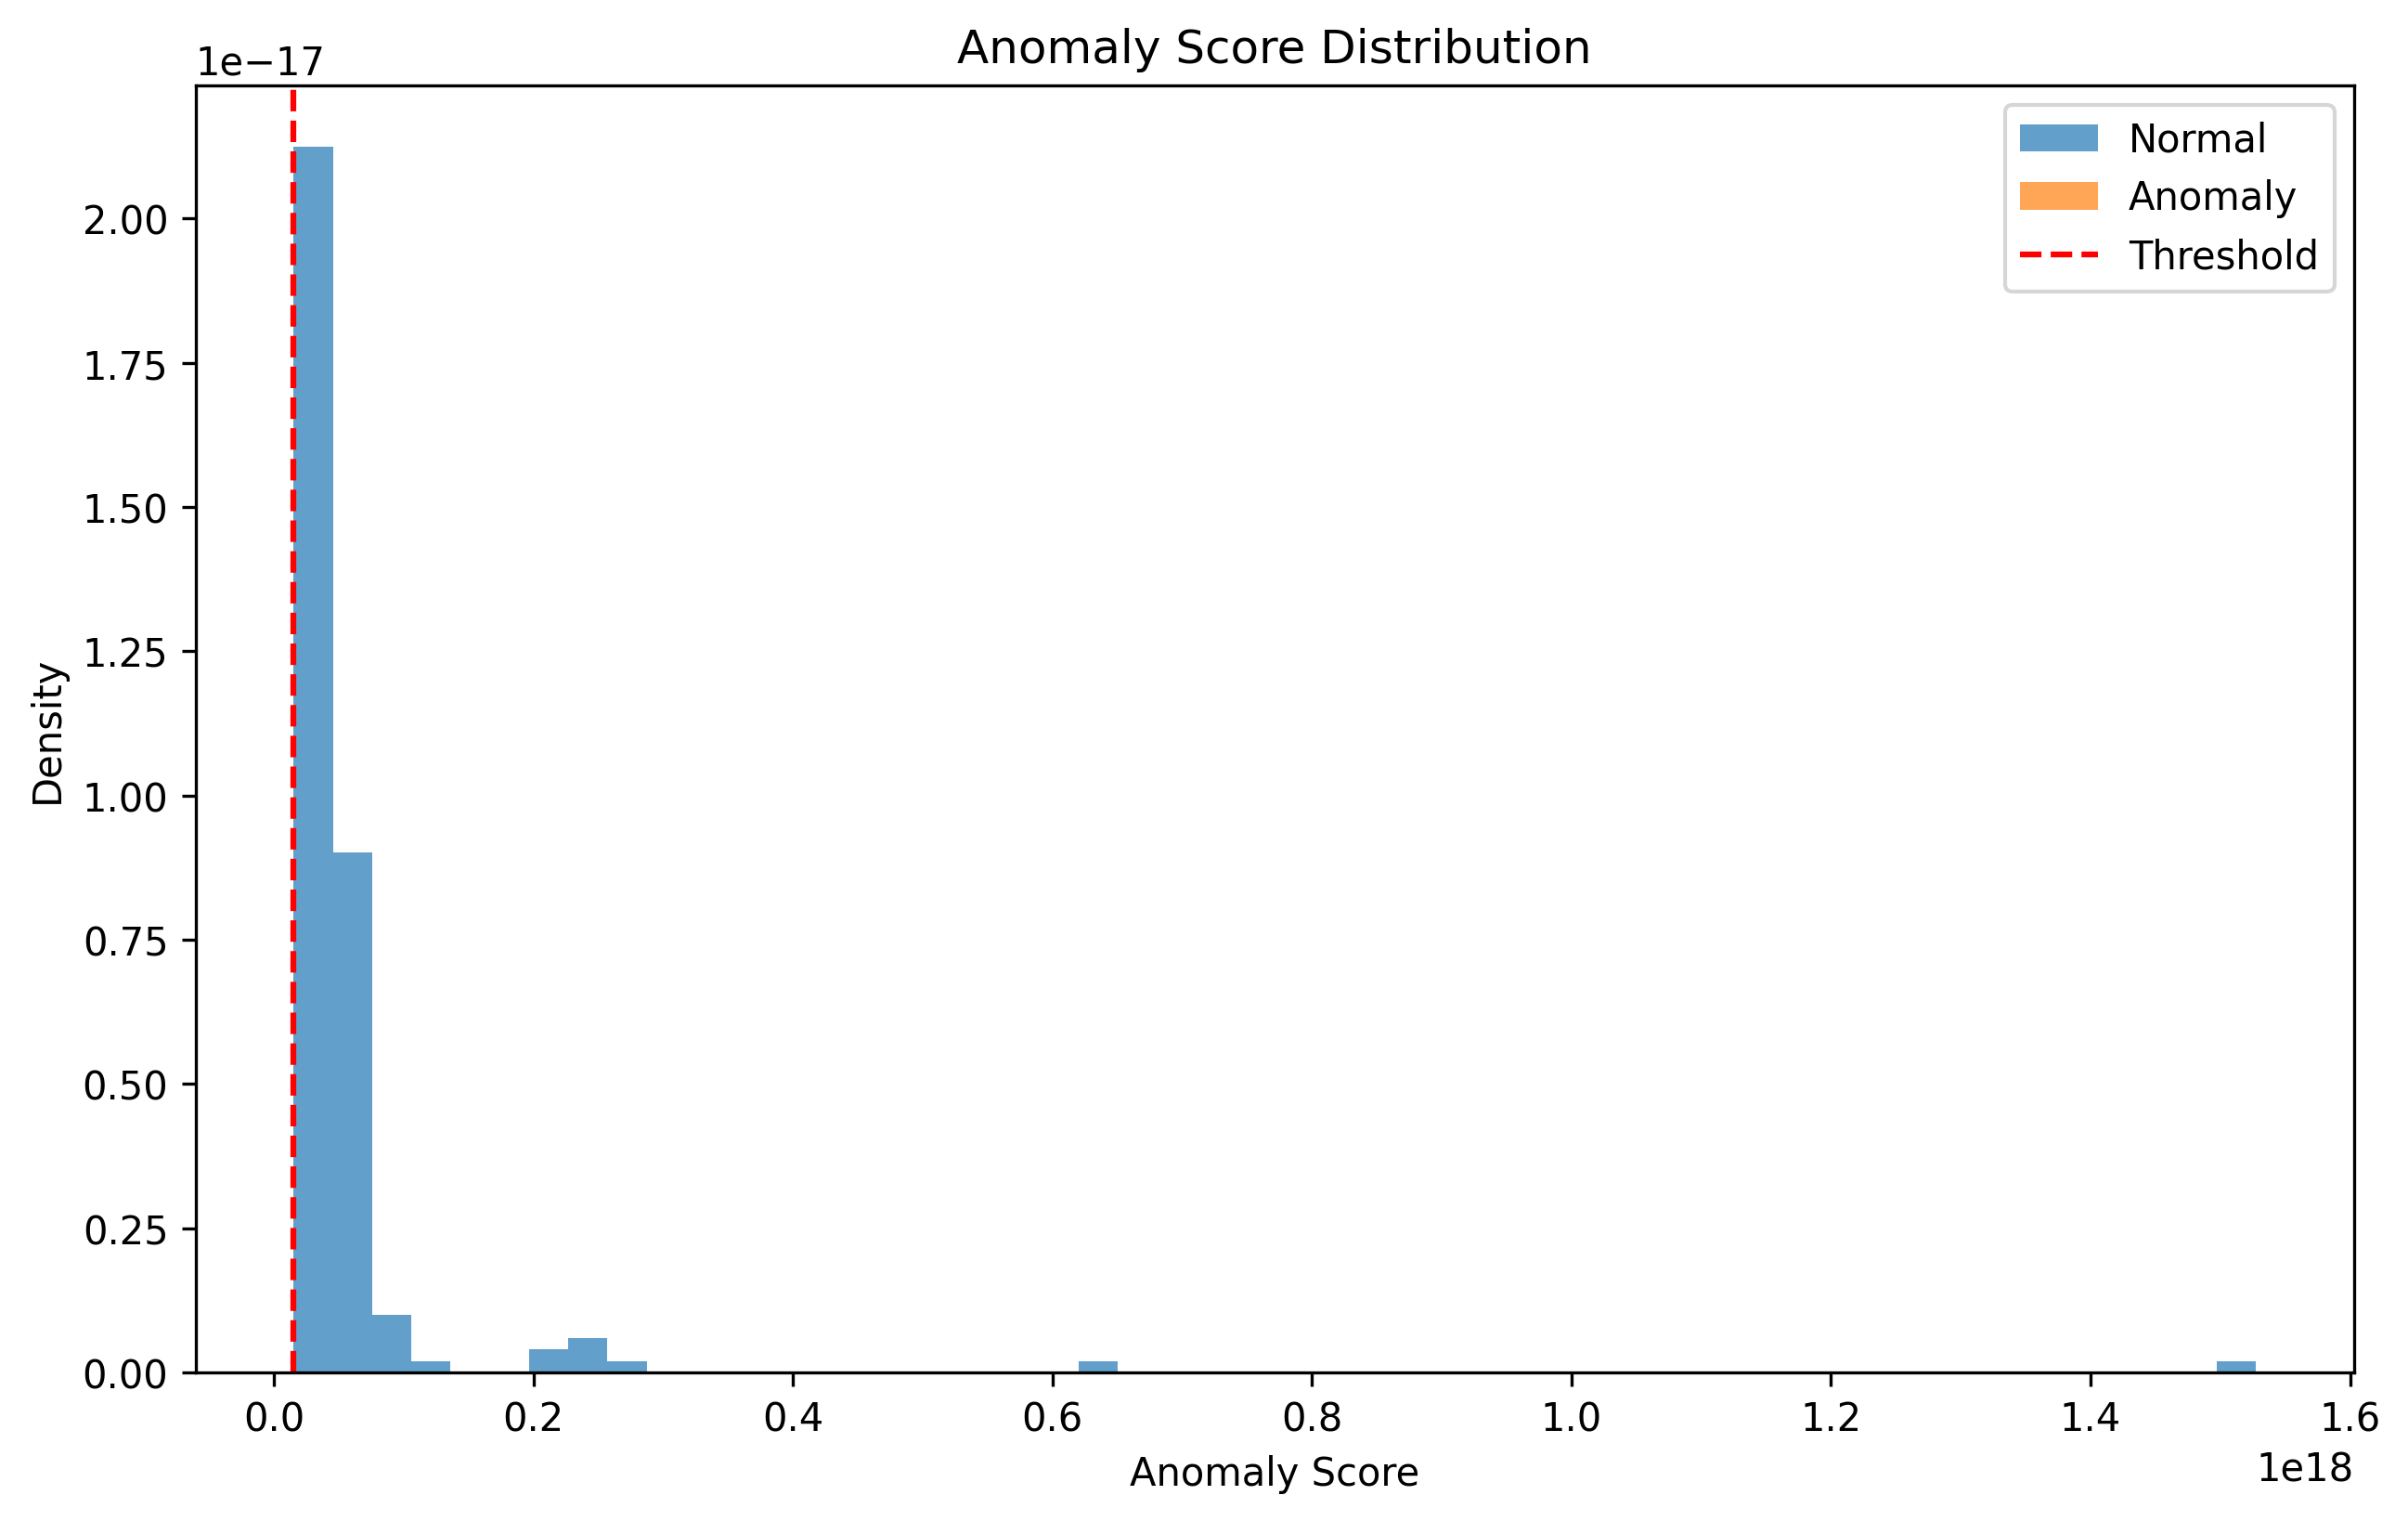 Anomaly Score Distribution
1e−17
Normal
Anomaly
Threshold
2.00
1.75
1.50
1.25
1.00
0.75
0.50
0.25
0.00
Density
0.0 0.2 0.4 0.6 0.8 1.0 1.2 1.4 1.6
1e18
Anomaly Score